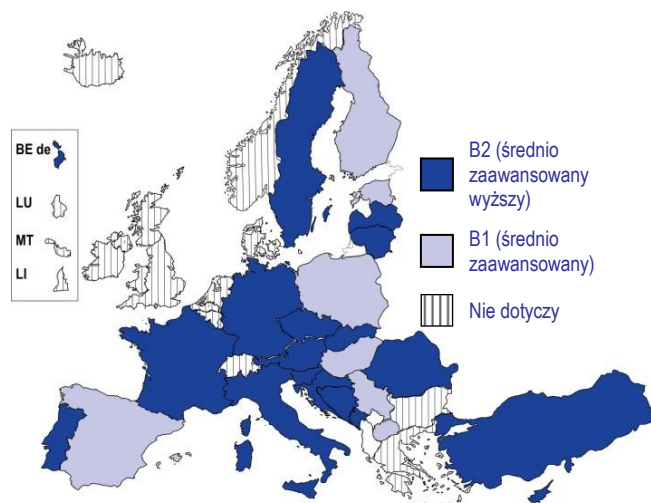 BE de
LU
MT
LI
B2 (średnio
zaawansowany
wyższy)
B1 (średnio
zaawansowany)
Nie dotyczy